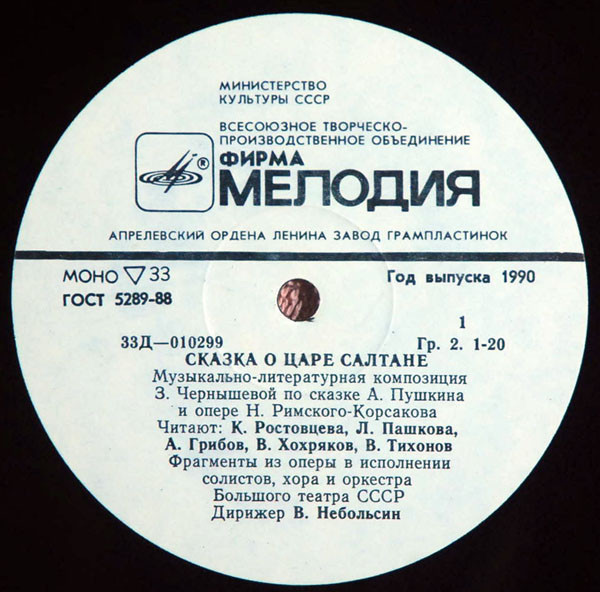 МИНИСТЕРСТВО
КУЛЬТУРЫ СССР
ВСЕСОЮЗНОЕ ТВОРЧЕСКО-
ПРОИЗВОДСТВЕННОЕ ОБЪЕДИНЕНИЕ
ФИРМА
® МЕЛОДИЯ
АПРЕЛЕВСКИЙ ОРДЕНА ЛЕНИНА ЗАВОД ГРАМПЛАСТИНОК
МОНО ▽ 33 Год выпуска 1990
ГОСТ 5289-88
1
33Д—010299 Гр. 2. 1-20
СКАЗКА О ЦАРЕ САЛТАНЕ
Музыкально-литературная композиция
З. Чернышевой по сказке А. Пушкина
и опере Н. Римского-Корсакова
Читают: К. Ростовцева, Л. Пашкова,
А. Грибов, В. Хохряков, В. Тихонов
Фрагменты из оперы в исполнении
солистов, хора и оркестра
Большого театра СССР
Дирижер В. Небольсин